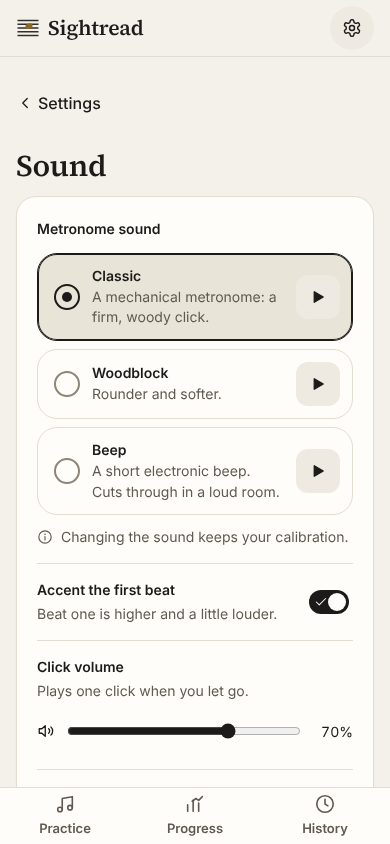 Sightread
Settings
Sound
Metronome sound
Classic
A mechanical metronome: a
firm, woody click.
Woodblock
Rounder and softer.
Beep
A short electronic beep.
Cuts through in a loud room.
Changing the sound keeps your calibration.
Accent the first beat
Beat one is higher and a little louder.
Click volume
Plays one click when you let go.
70%
Practice
Progress
History